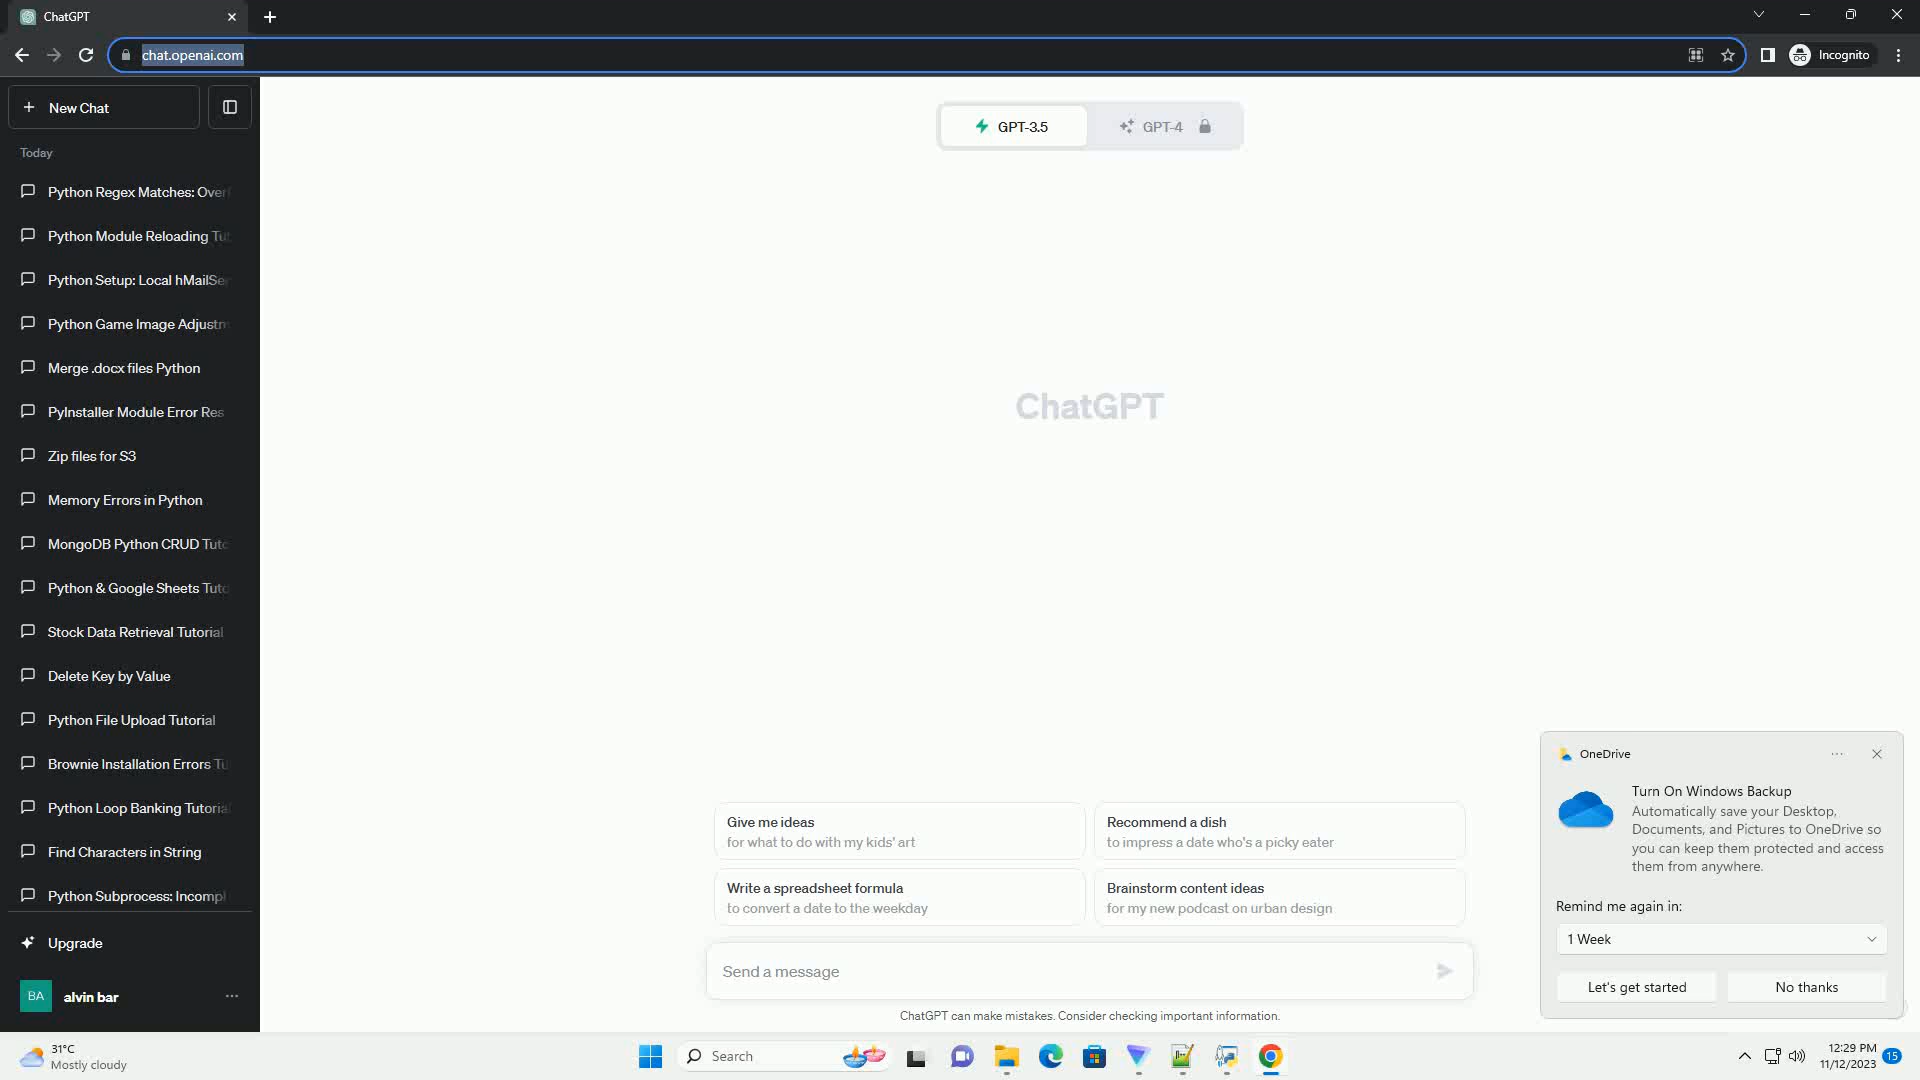 ChatGPT
chat.openai.com
Incognito
New Chat
GPT-3.5
GPT-4
Today
Python Regex Matches: Over
Python Module Reloading Tut
Python Setup: Local hMailSer
Python Game Image Adjustm
Merge .docx files Python
PyInstaller Module Error Res
Zip files for S3
Memory Errors in Python
MongoDB Python CRUD Tuto
Python & Google Sheets Tuto
Stock Data Retrieval Tutorial
Delete Key by Value
Python File Upload Tutorial
Brownie Installation Errors Tu
Python Loop Banking Tutorial
Find Characters in String
Python Subprocess: Incompl
Upgrade
BA
alvin bar
ChatGPT
Give me ideas
for what to do with my kids' art
Recommend a dish
to impress a date who's a picky eater
Write a spreadsheet formula
to convert a date to the weekday
Brainstorm content ideas
for my new podcast on urban design
Send a message
ChatGPT can make mistakes. Consider checking important information.
OneDrive
Turn On Windows Backup
Automatically save your Desktop,
Documents, and Pictures to OneDrive so
you can keep them protected and access
them from anywhere.
Remind me again in:
1 Week
Let's get started
No thanks
31°C
Mostly cloudy
Search
12:29 PM
11/12/2023
15